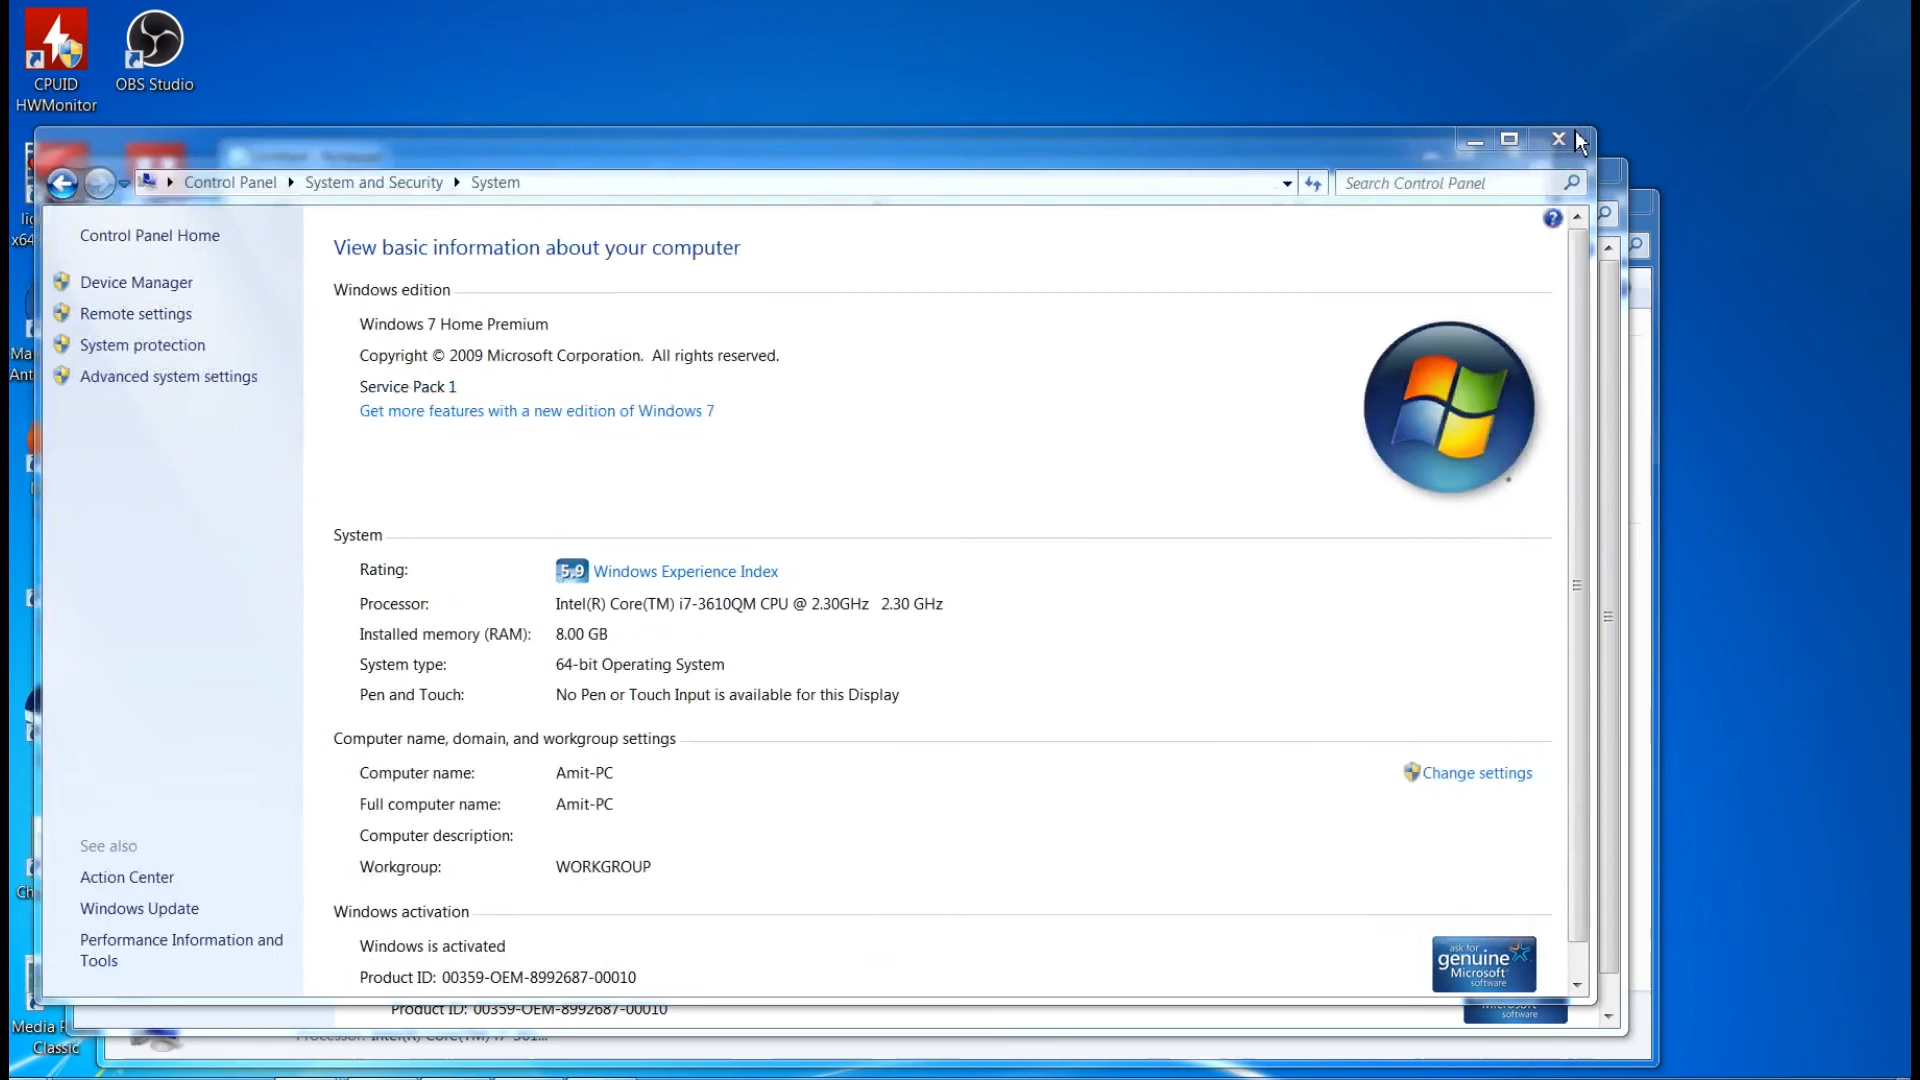 CPUID
HWMonitor
OBS Studio
Control Panel
System and Security
System
Search Control Panel
Control Panel Home
Device Manager
Remote settings
System protection
Advanced system settings
See also
Action Center
Windows Update
Performance Information and
Tools
View basic information about your computer
Windows edition
Windows 7 Home Premium
Copyright © 2009 Microsoft Corporation. All rights reserved.
Service Pack 1
Get more features with a new edition of Windows 7
System
Rating:
5.9 Windows Experience Index
Processor:
Intel(R) Core(TM) i7-3610QM CPU @ 2.30GHz 2.30 GHz
Installed memory (RAM):
8.00 GB
System type:
64-bit Operating System
Pen and Touch:
No Pen or Touch Input is available for this Display
Computer name, domain, and workgroup settings
Computer name:
Amit-PC
Change settings
Full computer name:
Amit-PC
Computer description:
Workgroup:
WORKGROUP
Windows activation
Windows is activated
Product ID: 00359-OEM-8992687-00010
ask for
genuine
Microsoft
software
Product ID: 00359-OEM-8992687-00010
software
Media
Classic